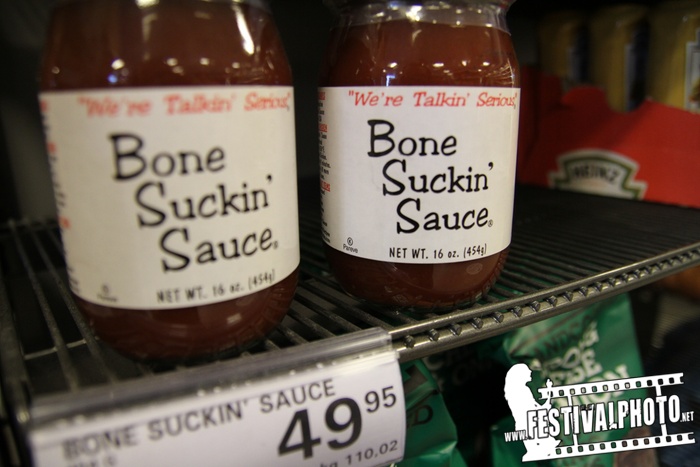 "We're Talkin' Serious"
Bone
Suckin'
Sauce
NET WT. 16 oz. (454g)
"We're Talkin' Serious"
Bone
Suckin'
Sauce®
Pareve
NET WT. 16 oz. (454g)
HEINZ
BONE SUCKIN' SAUCE
49 95
110,02
WWW.FESTIVALPHOTO.NET